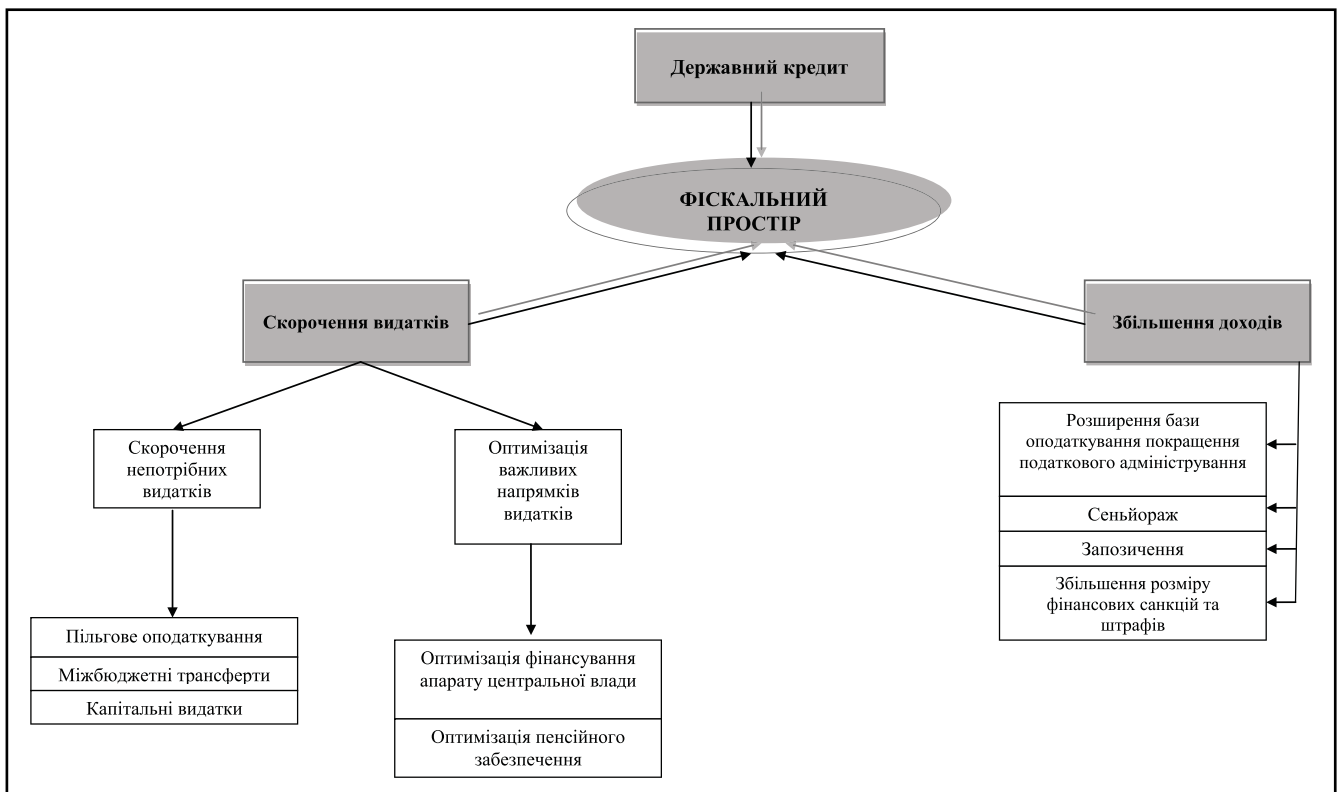 Державний кредит
ФІСКАЛЬНИЙ
ПРОСТІР
Скорочення видатків
Збільшення доходів
Скорочення
непотрібних
видатків
Оптимізація
важливих
напрямків
видатків
Розширення бази
оподаткування покращення
податкового адміністрування
Сеньйораж
Запозичення
Збільшення розміру
фінансових санкцій та
штрафів
Пільгове оподаткування
Міжбюджетні трансферти
Капітальні видатки
Оптимізація фінансування
апарату центральної влади
Оптимізація пенсійного
забезпечення